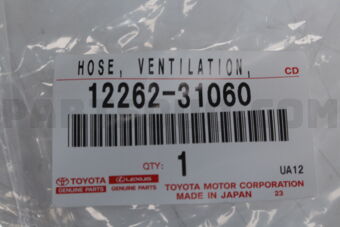 HOSE, VENTILATION,
CD
12262-31060
QTY: 1
UA12
TOYOTA LEXUS
GENUINE PARTS GENUINE PARTS
TOYOTA MOTOR CORPORATION
MADE IN JAPAN 23